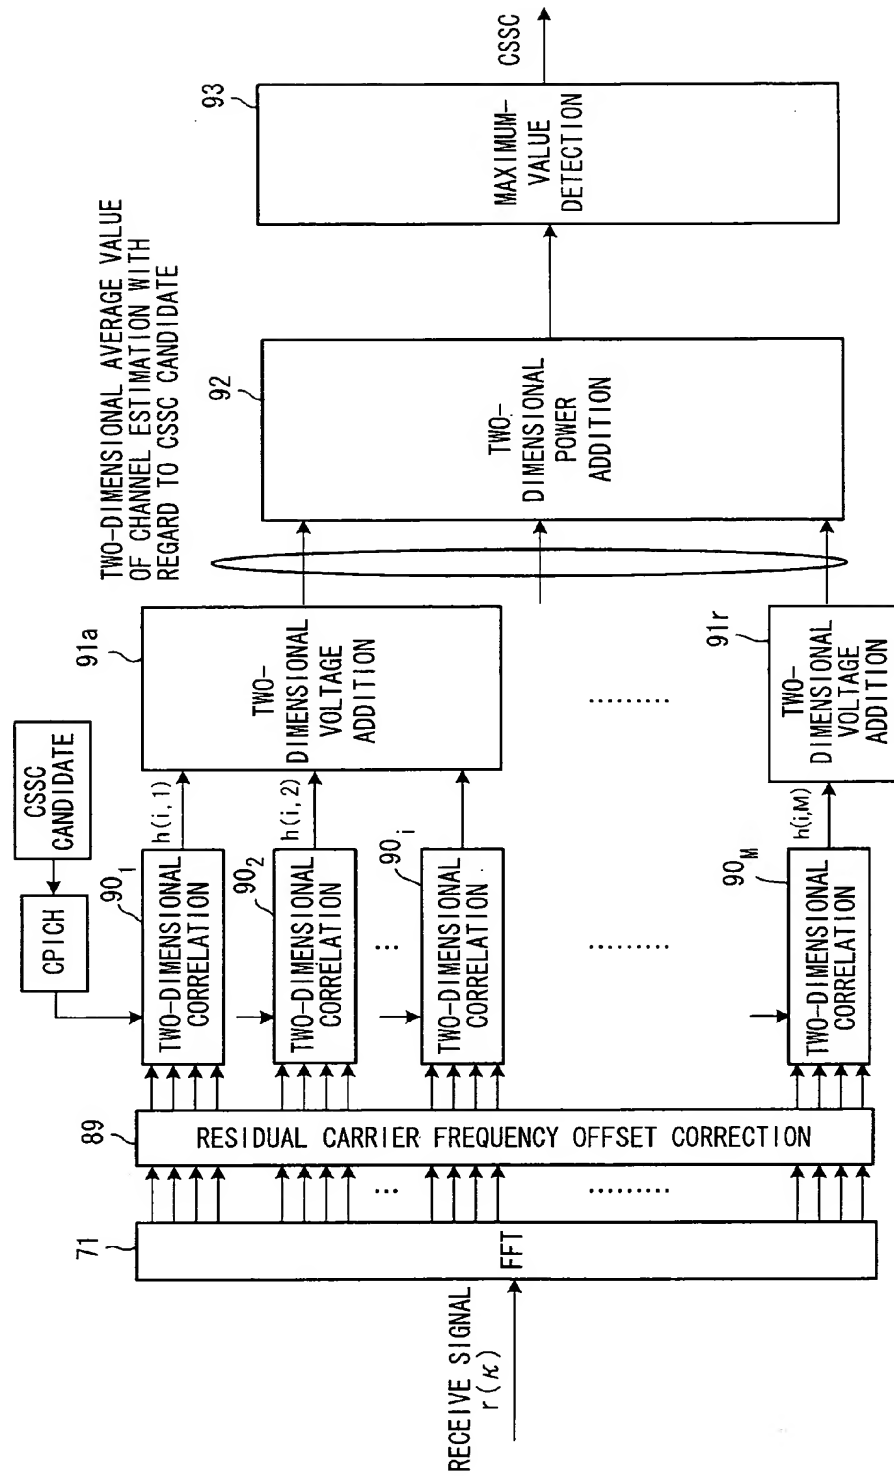 RECEIVE SIGNAL
r(κ)
71
FFT
89
RESIDUAL CARRIER FREQUENCY OFFSET CORRECTION
CPICH
CSSC
CANDIDATE
90₁
TWO-DIMENSIONAL
CORRELATION
h(i,1)
90₂
TWO-DIMENSIONAL
CORRELATION
h(i,2)
90ᵢ
TWO-DIMENSIONAL
CORRELATION
90_M
TWO-DIMENSIONAL
CORRELATION
h(i,M)
91a
TWO-
DIMENSIONAL
VOLTAGE
ADDITION
91r
TWO-
DIMENSIONAL
VOLTAGE
ADDITION
TWO-DIMENSIONAL AVERAGE VALUE
OF CHANNEL ESTIMATION WITH
REGARD TO CSSC CANDIDATE
92
TWO-
DIMENSIONAL
POWER
ADDITION
93
MAXIMUM-
VALUE
DETECTION
CSSC